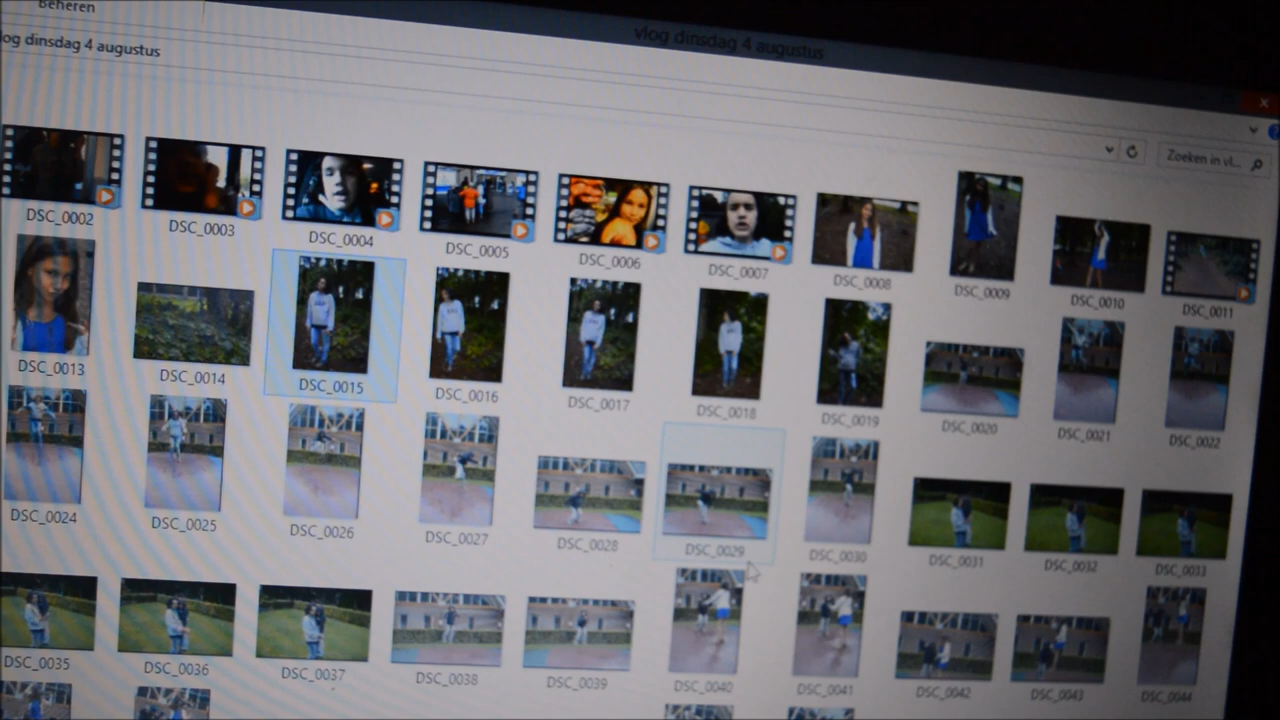 Beheren
vlog dinsdag 4 augustus
log dinsdag 4 augustus
Zoeken in vl...
DSC_0002
DSC_0003
DSC_0004
DSC_0005
DSC_0006
DSC_0007
DSC_0008
DSC_0009
DSC_0010
DSC_0011
DSC_0013
DSC_0014
DSC_0015
DSC_0016
DSC_0017
DSC_0018
DSC_0019
DSC_0020
DSC_0021
DSC_0022
DSC_0024
DSC_0025
DSC_0026
DSC_0027
DSC_0028
DSC_0029
DSC_0030
DSC_0031
DSC_0032
DSC_0033
DSC_0035
DSC_0036
DSC_0037
DSC_0038
DSC_0039
DSC_0040
DSC_0041
DSC_0042
DSC_0043
DSC_0044